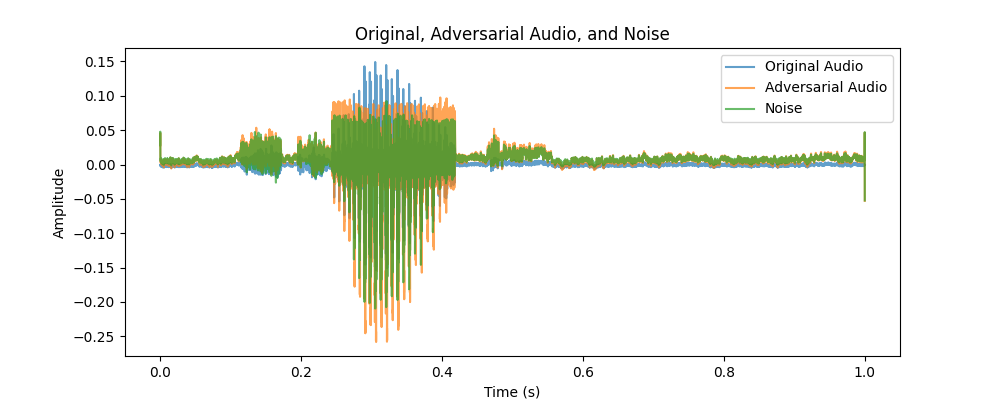 Original, Adversarial Audio, and Noise
Original Audio
Adversarial Audio
Noise
0.15
0.10
0.05
0.00
−0.05
−0.10
−0.15
−0.20
−0.25
Amplitude
0.0 0.2 0.4 0.6 0.8 1.0
Time (s)